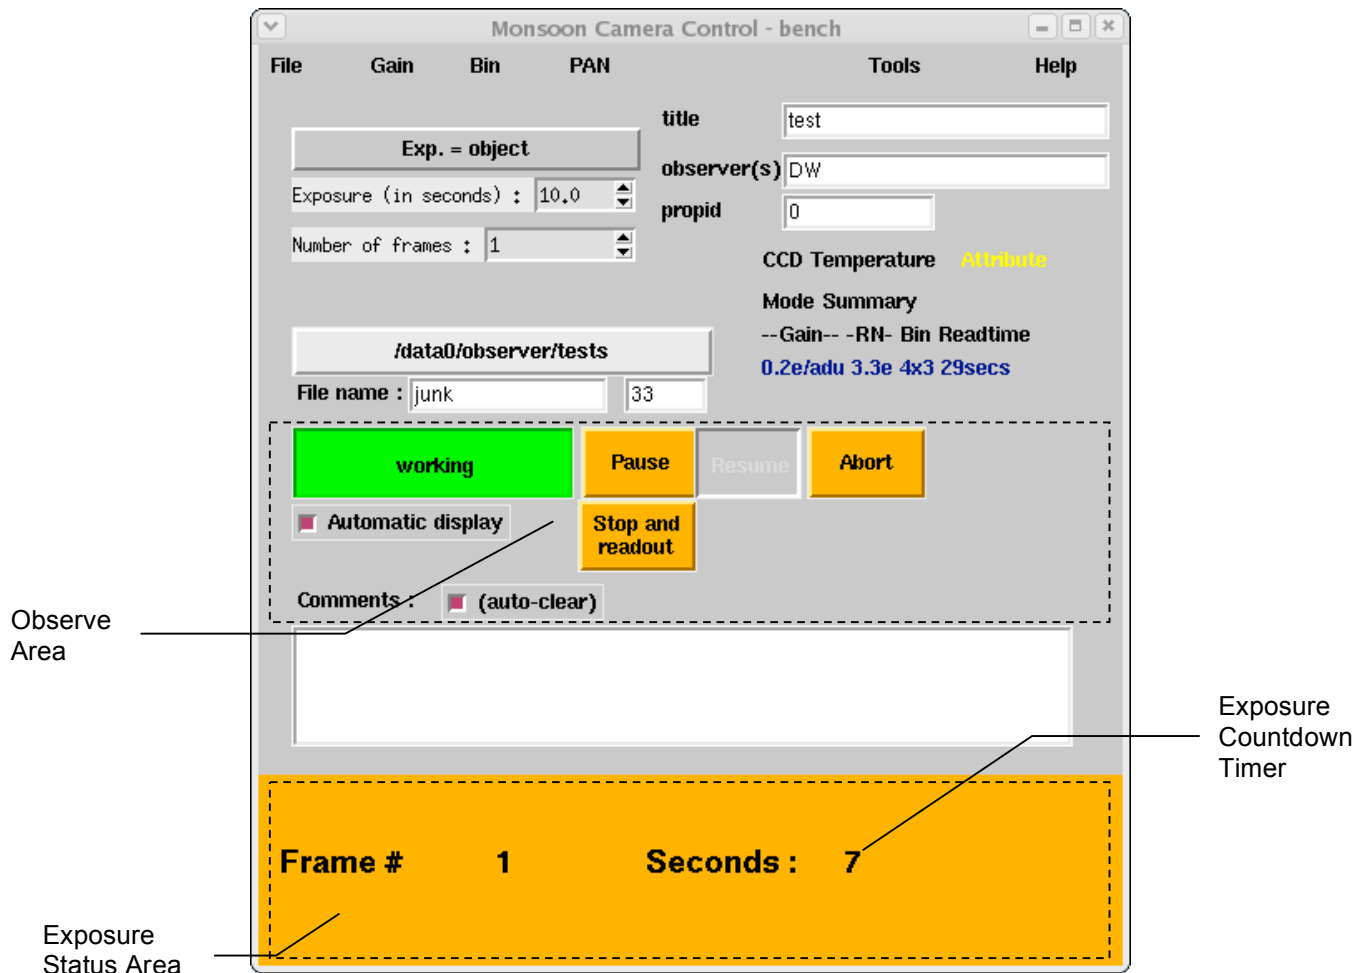 Monsoon Camera Control - bench
File Gain Bin PAN Tools Help
title test
Exp. = object
observer(s) DW
Exposure (in seconds) : 10.0
propid 0
Number of frames : 1
CCD Temperature Attribute
Mode Summary
--Gain-- -RN- Bin Readtime
/data0/observer/tests
0.2e/adu 3.3e 4x3 29secs
File name : junk 33
working Pause Resume Abort
Automatic display
Stop and
readout
Comments : (auto-clear)
Observe
Area
Exposure
Countdown
Timer
Frame # 1 Seconds : 7
Exposure
Status Area